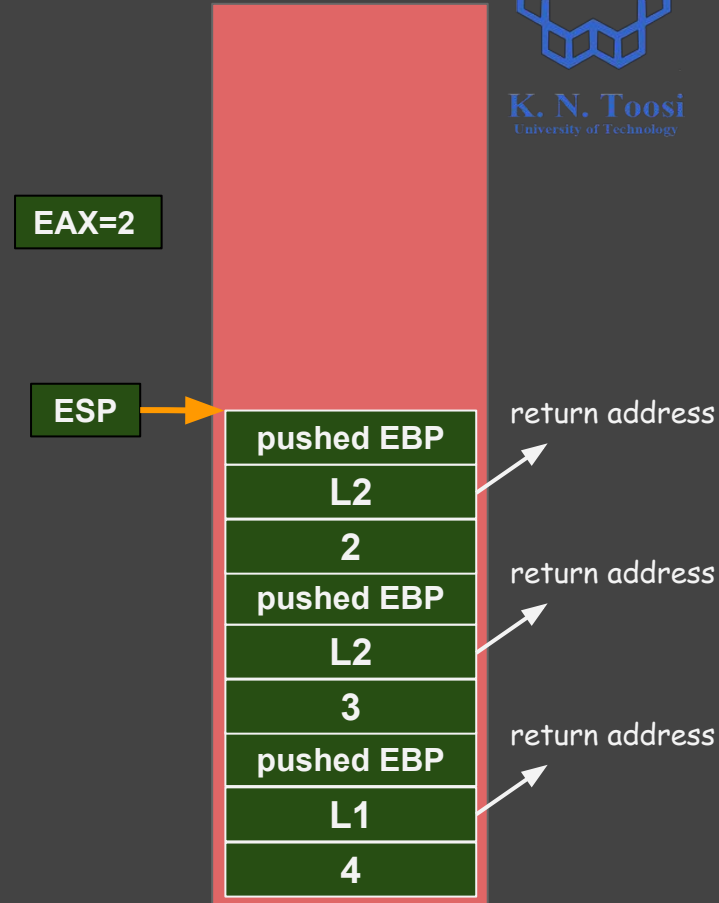 K. N. Toosi
University of Technology
EAX=2
ESP
return address
pushed EBP
L2
2
return address
pushed EBP
L2
3
return address
pushed EBP
L1
4